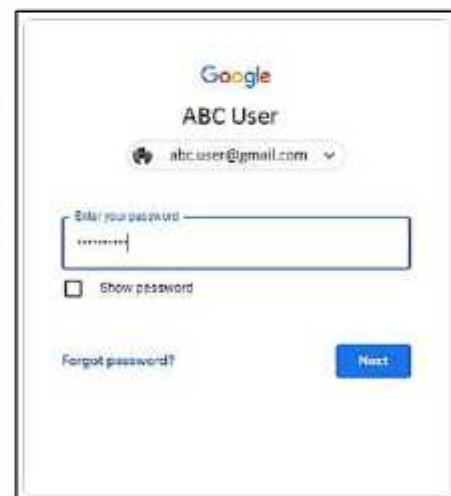 Google
ABC User
abc.user@gmail.com
Enter your password
••••••••••
Show password
Forgot password?
Next